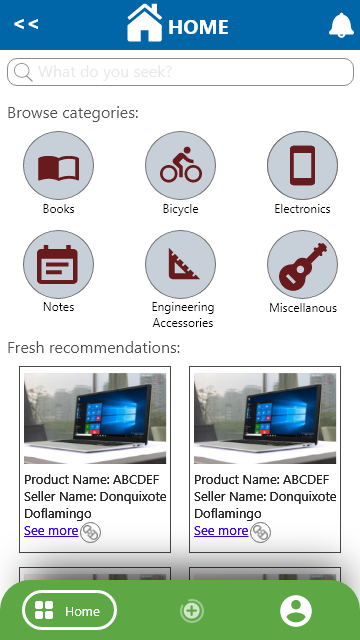 << HOME
What do you seek?
Browse categories:
Books Bicycle Electronics
Notes Engineering Accessories Miscellanous
Fresh recommendations:
Product Name: ABCDEF
Seller Name: Donquixote
Doflamingo
See more
Product Name: ABCDEF
Seller Name: Donquixote
Doflamingo
See more
Home